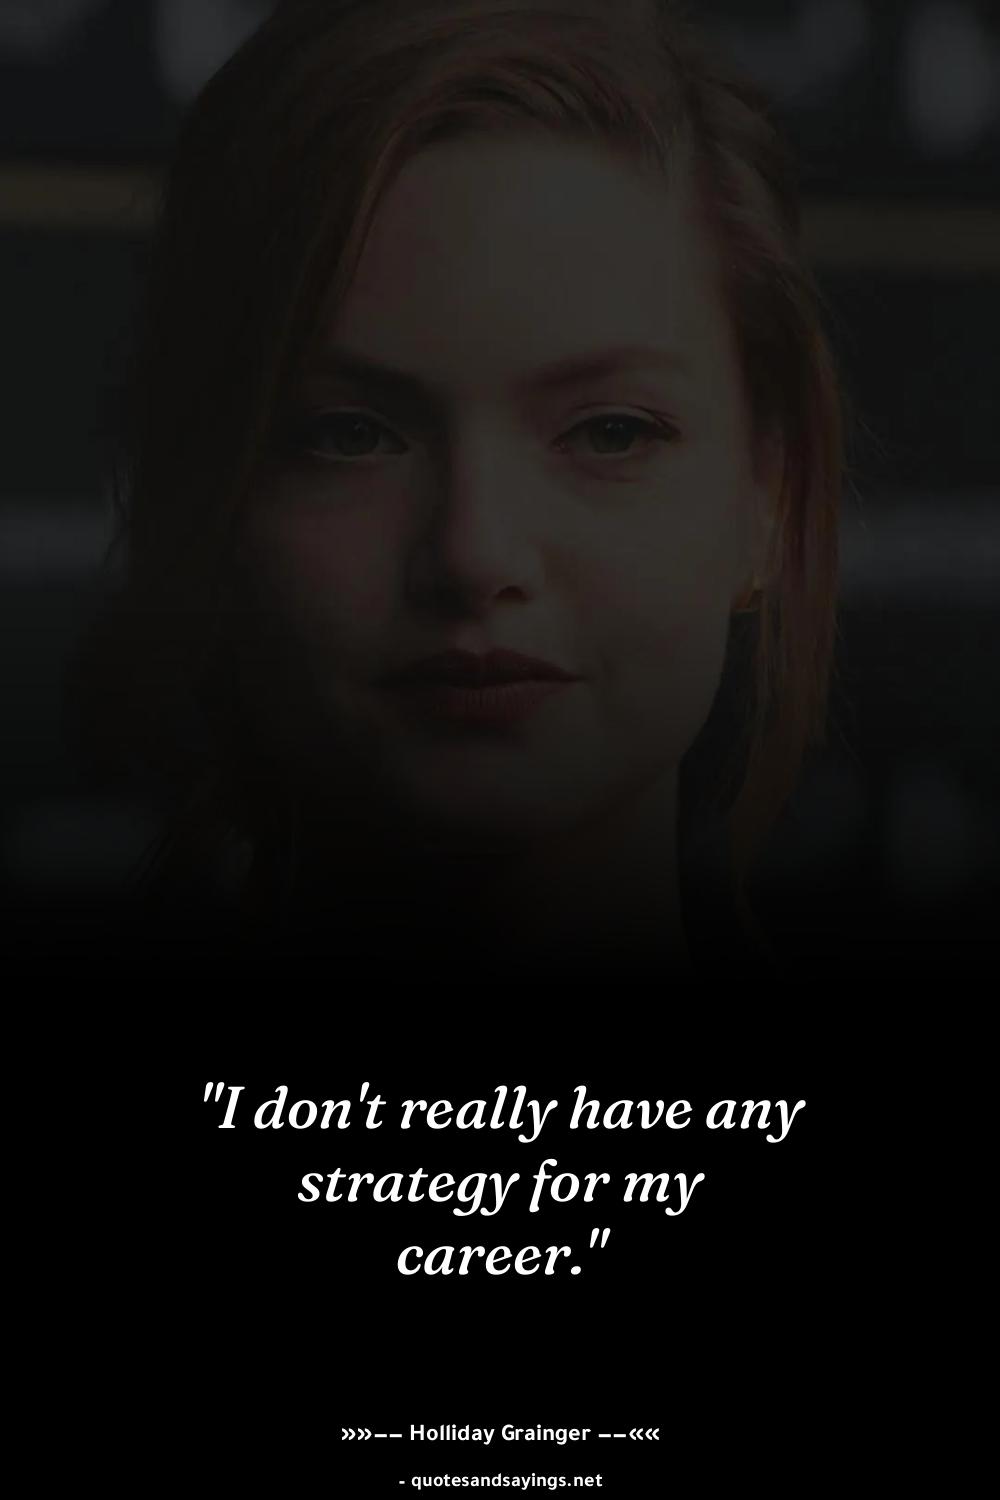 "I don't really have any
strategy for my
career."
»»–– Holliday Grainger ––««
- quotesandsayings.net